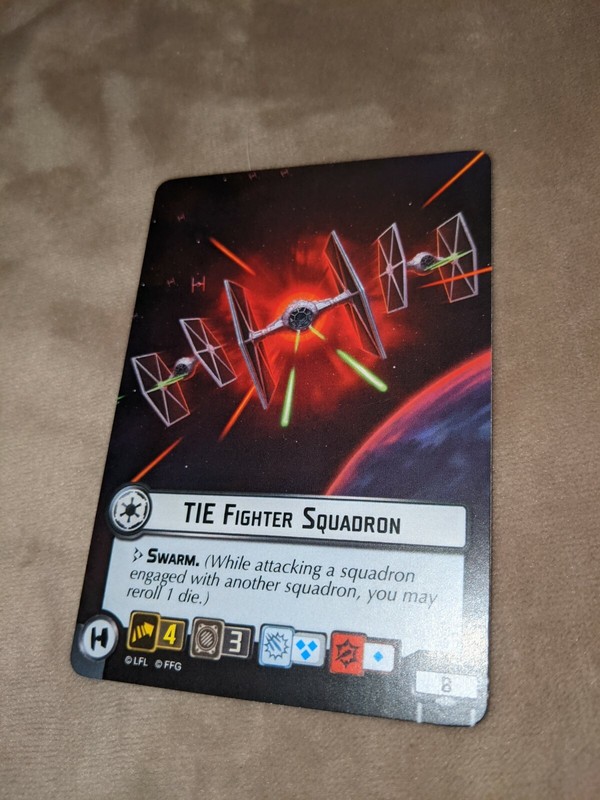 TIE Fighter Squadron
Swarm. (While attacking a squadron
engaged with another squadron, you may
reroll 1 die.)
4 3
©LFL ©FFG
8